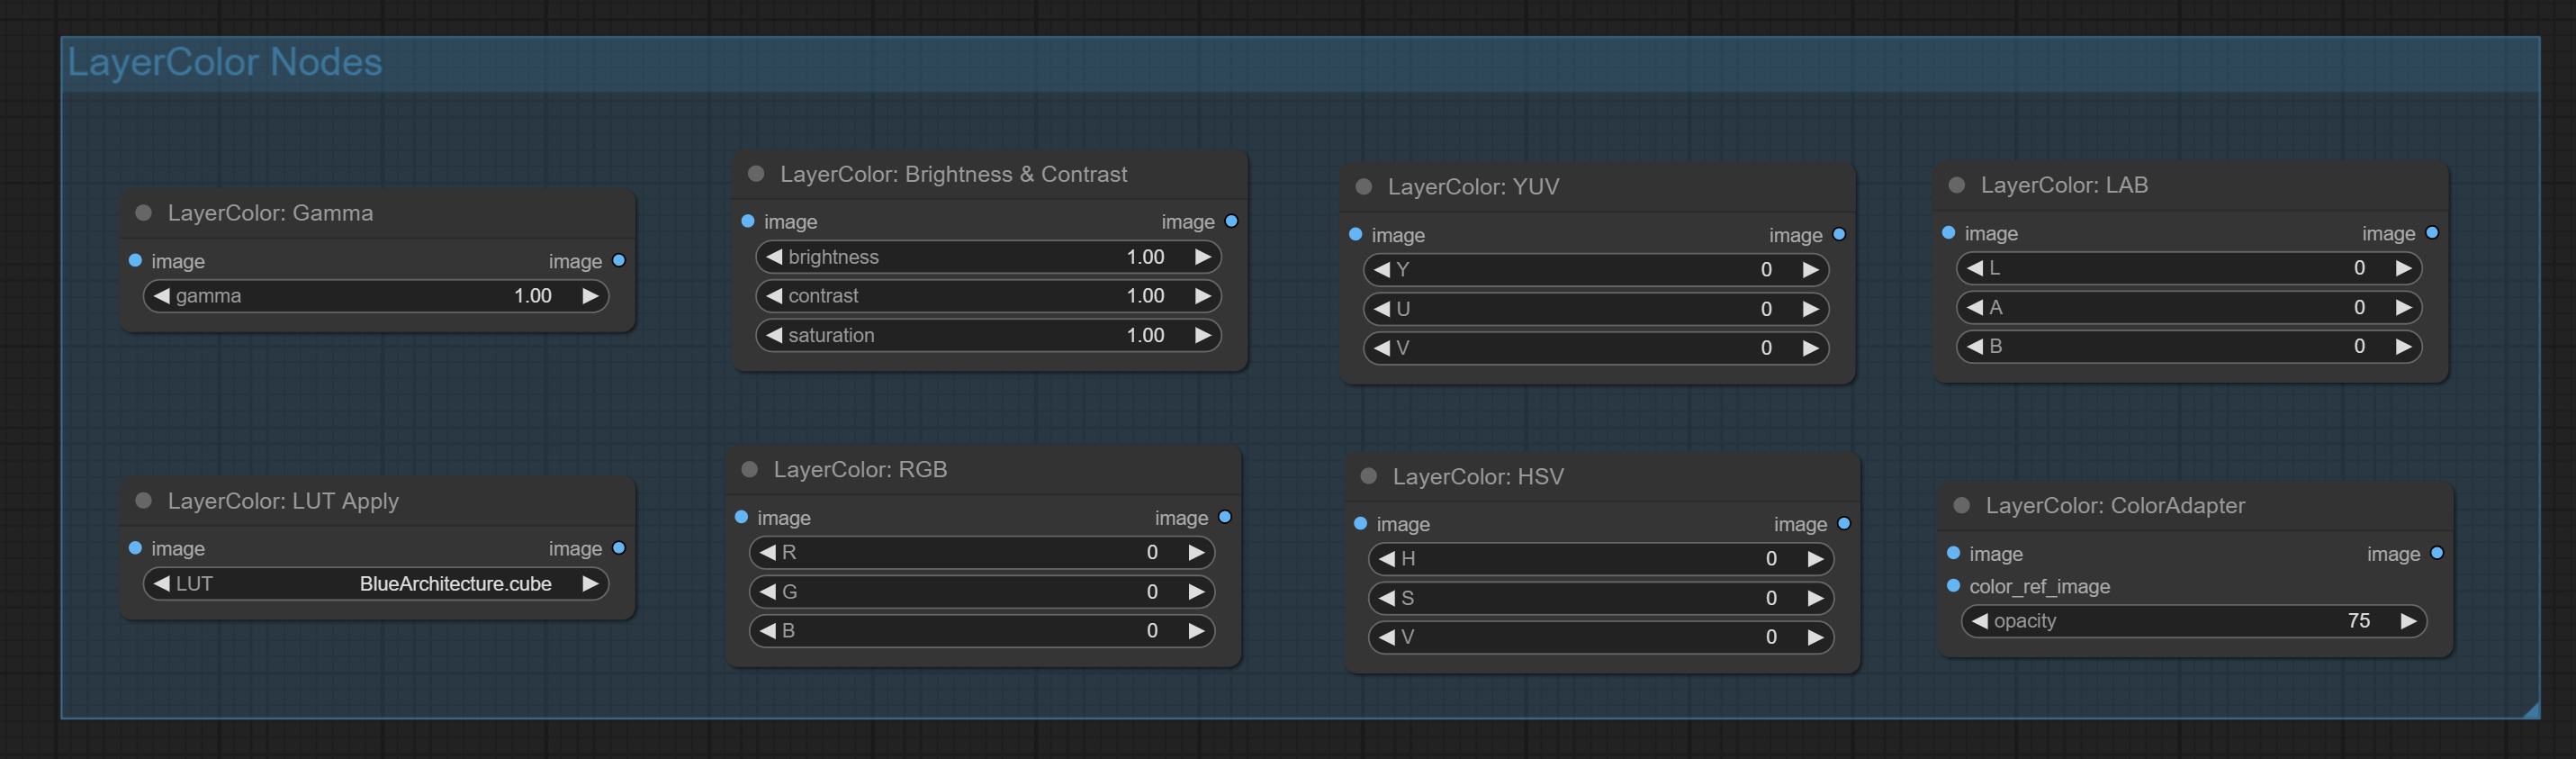 LayerColor Nodes
LayerColor: Gamma
image image
gamma 1.00
LayerColor: Brightness & Contrast
image image
brightness 1.00
contrast 1.00
saturation 1.00
LayerColor: YUV
image image
Y 0
U 0
V 0
LayerColor: LAB
image image
L 0
A 0
B 0
LayerColor: LUT Apply
image image
LUT BlueArchitecture.cube
LayerColor: RGB
image image
R 0
G 0
B 0
LayerColor: HSV
image image
H 0
S 0
V 0
LayerColor: ColorAdapter
image image
color_ref_image
opacity 75